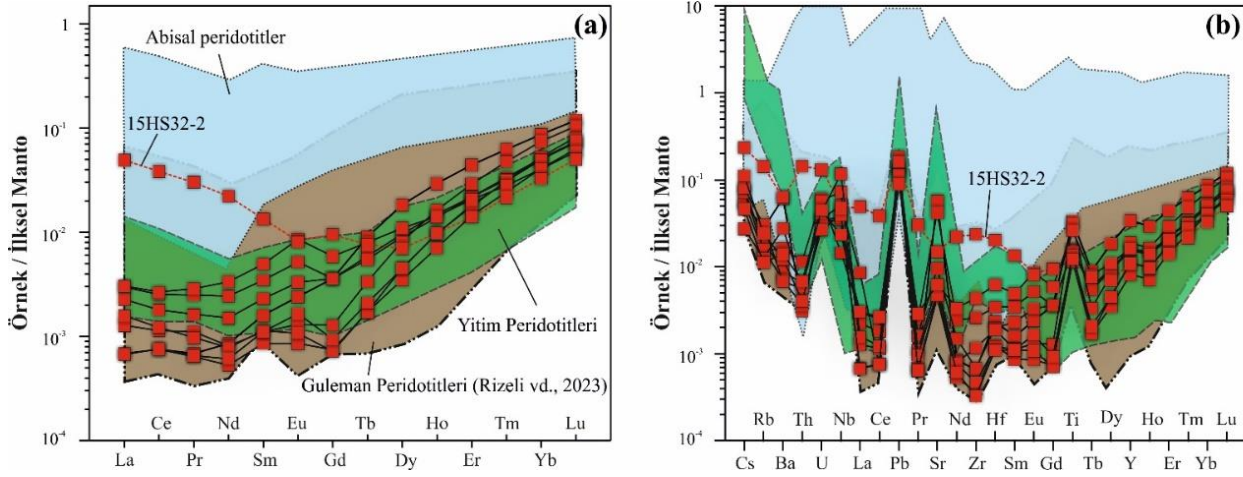 (a)
Örnek / İlksel Manto
1
10⁻¹
10⁻²
10⁻³
10⁻⁴
Abisal peridotitler
15HS32-2
Yitim Peridotitleri
Guleman Peridotitleri (Rizeli vd., 2023)
Ce Nd Eu Tb Ho Tm Lu
La Pr Sm Gd Dy Er Yb
(b)
Örnek / İlksel Manto
10
1
10⁻¹
10⁻²
10⁻³
10⁻⁴
15HS32-2
Rb Th Nb Ce Pr Nd Hf Eu Ti Dy Ho Tm Lu
Cs Ba U La Pb Sr Zr Sm Gd Tb Y Er Yb